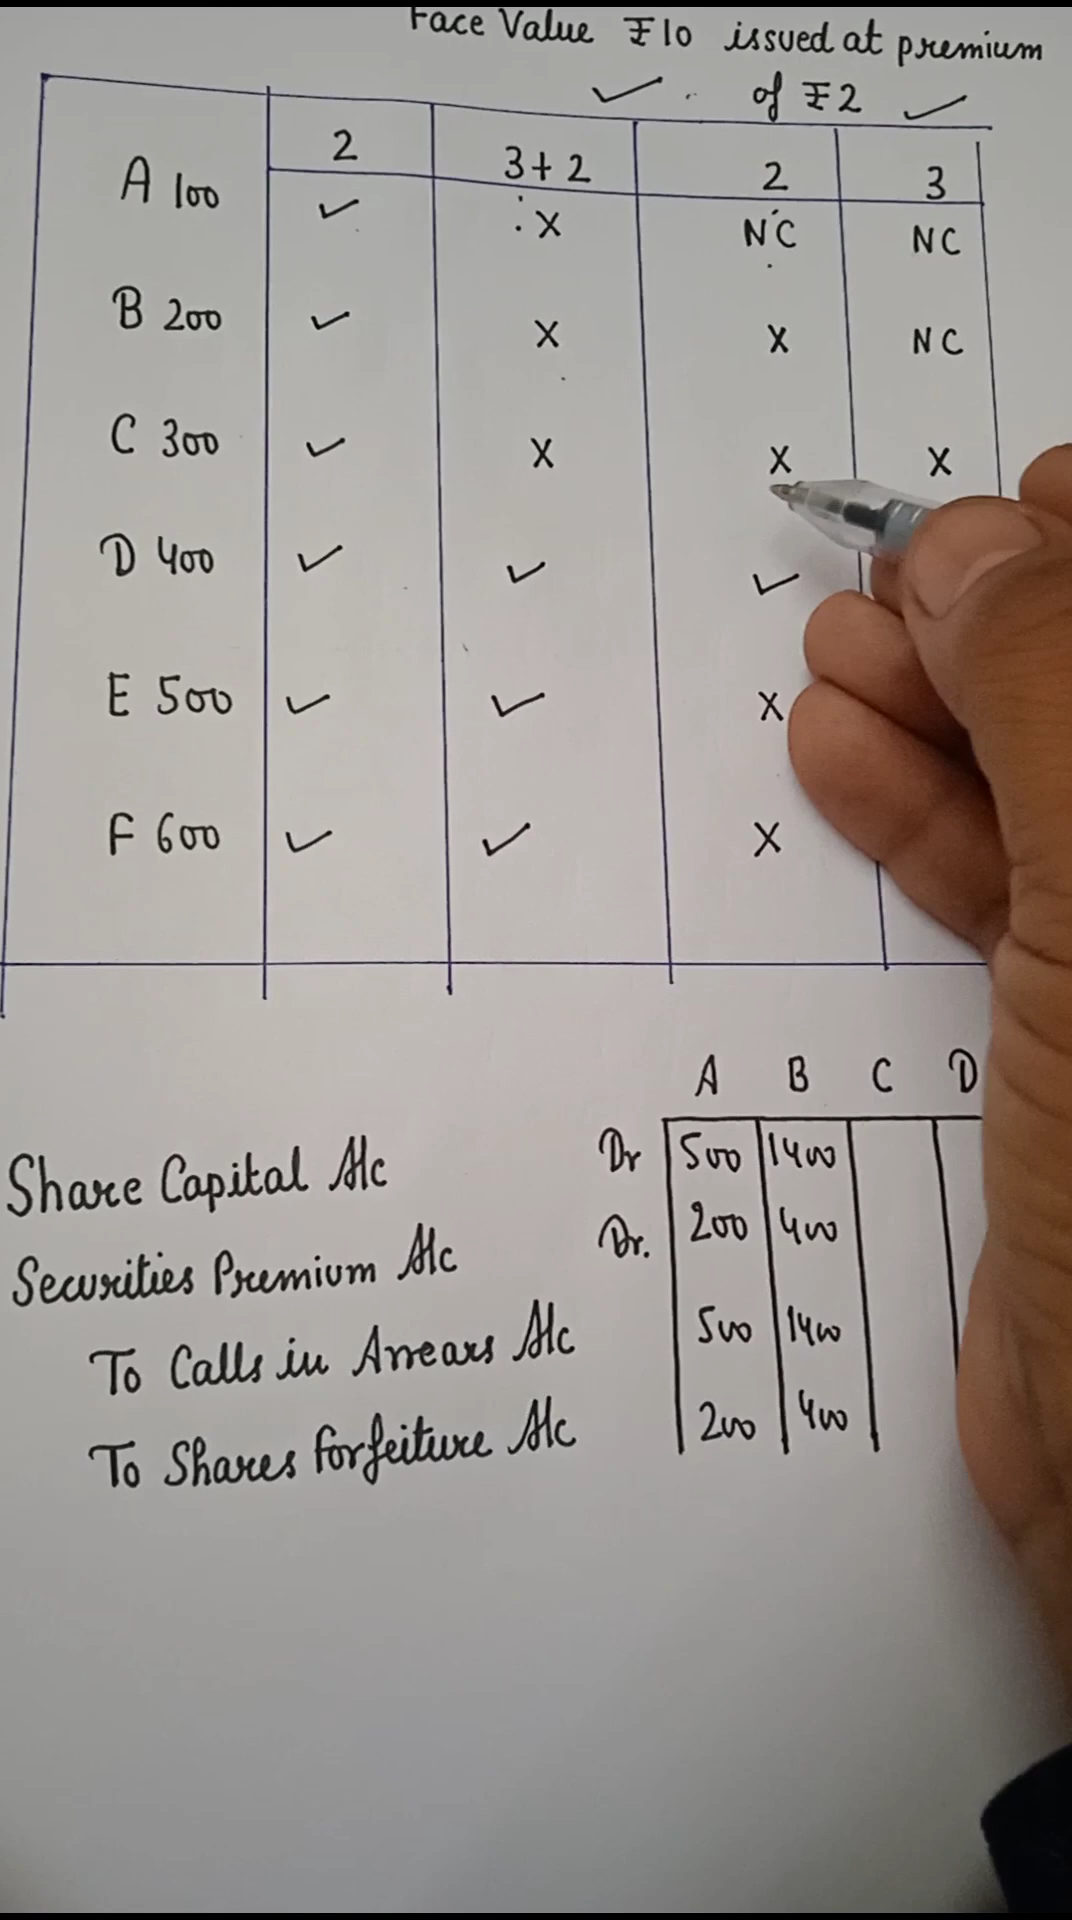 Face Value ₹10 issued at premium
of ₹2
2 3+2 2 3
A 100 ✓ X NC NC
B 200 ✓ X X NC
C 300 ✓ X X X
D 400 ✓ ✓ ✓
E 500 ✓ ✓ X
F 600 ✓ ✓ X
A B C D
Share Capital A/c Dr 500 1400
Securities Premium A/c Dr. 200 400
To Calls in Arrears A/c 500 1400
To Shares forfeiture A/c 200 400